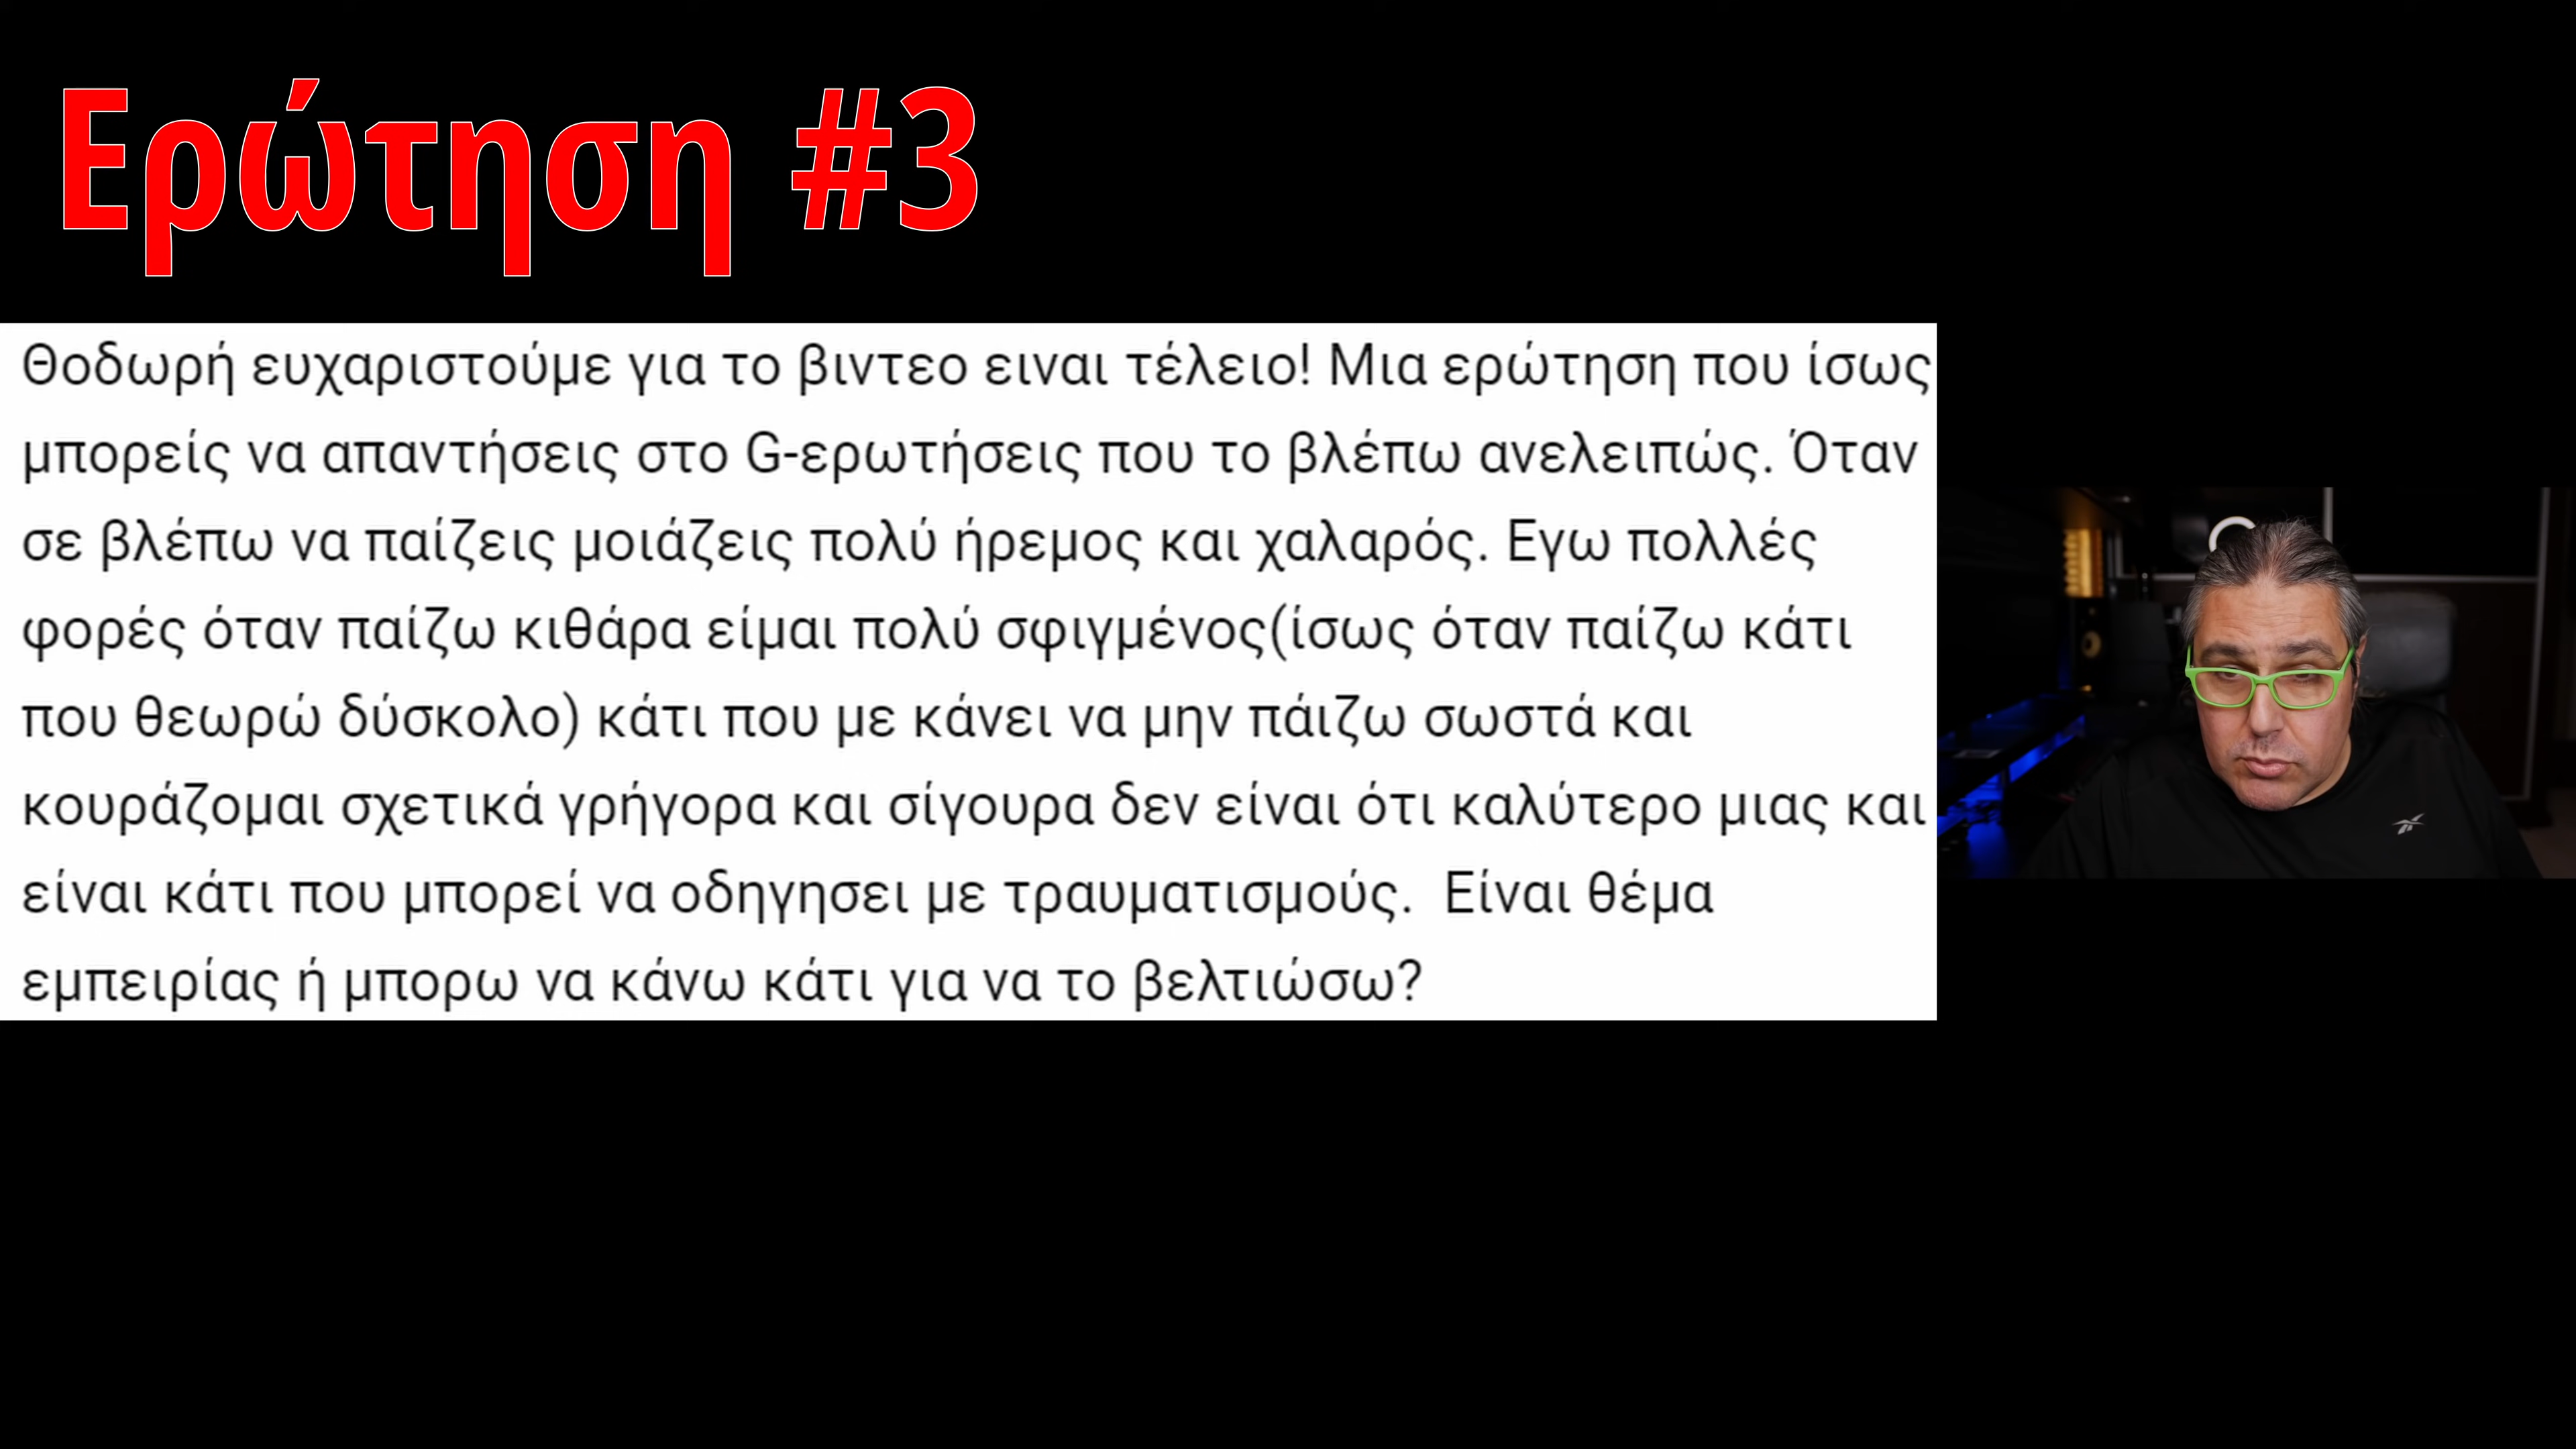 Ερώτηση #3
Θοδωρή ευχαριστούμε για το βιντεο ειναι τέλειο! Μια ερώτηση που ίσως
μπορείς να απαντήσεις στο G-ερωτήσεις που το βλέπω ανελειπώς. Όταν
σε βλέπω να παίζεις μοιάζεις πολύ ήρεμος και χαλαρός. Εγω πολλές
φορές όταν παίζω κιθάρα είμαι πολύ σφιγμένος(ίσως όταν παίζω κάτι
που θεωρώ δύσκολο) κάτι που με κάνει να μην πάιζω σωστά και
κουράζομαι σχετικά γρήγορα και σίγουρα δεν είναι ότι καλύτερο μιας και
είναι κάτι που μπορεί να οδηγησει με τραυματισμούς.  Είναι θέμα
εμπειρίας ή μπορω να κάνω κάτι για να το βελτιώσω?